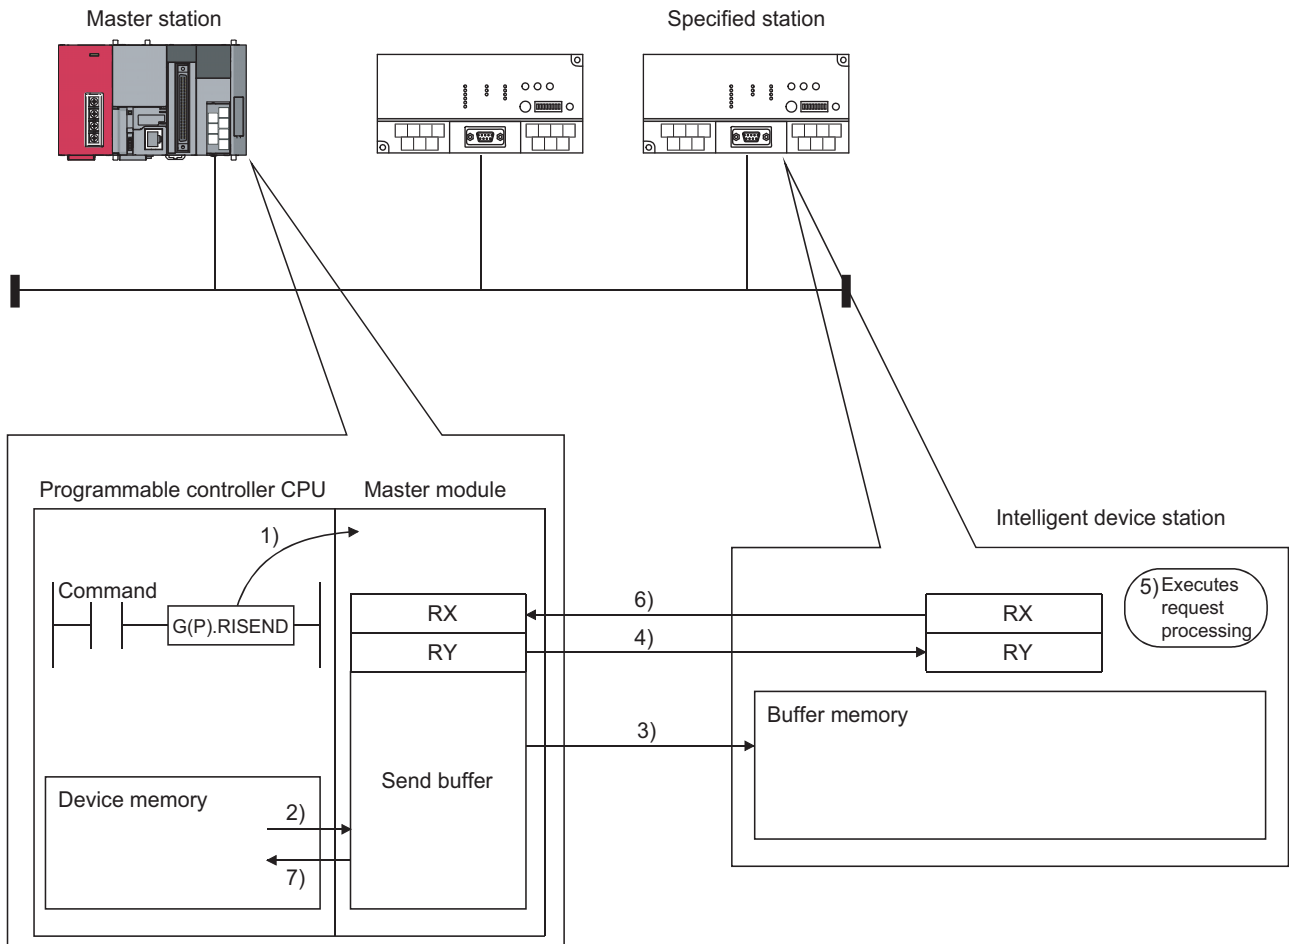 Master station
Specified station
Programmable controller CPU
Master module
1)
Command
G(P).RISEND
RX
RY
Send buffer
Device memory
2)
7)
6)
4)
3)
Intelligent device station
RX
RY
5) Executes
request
processing
Buffer memory